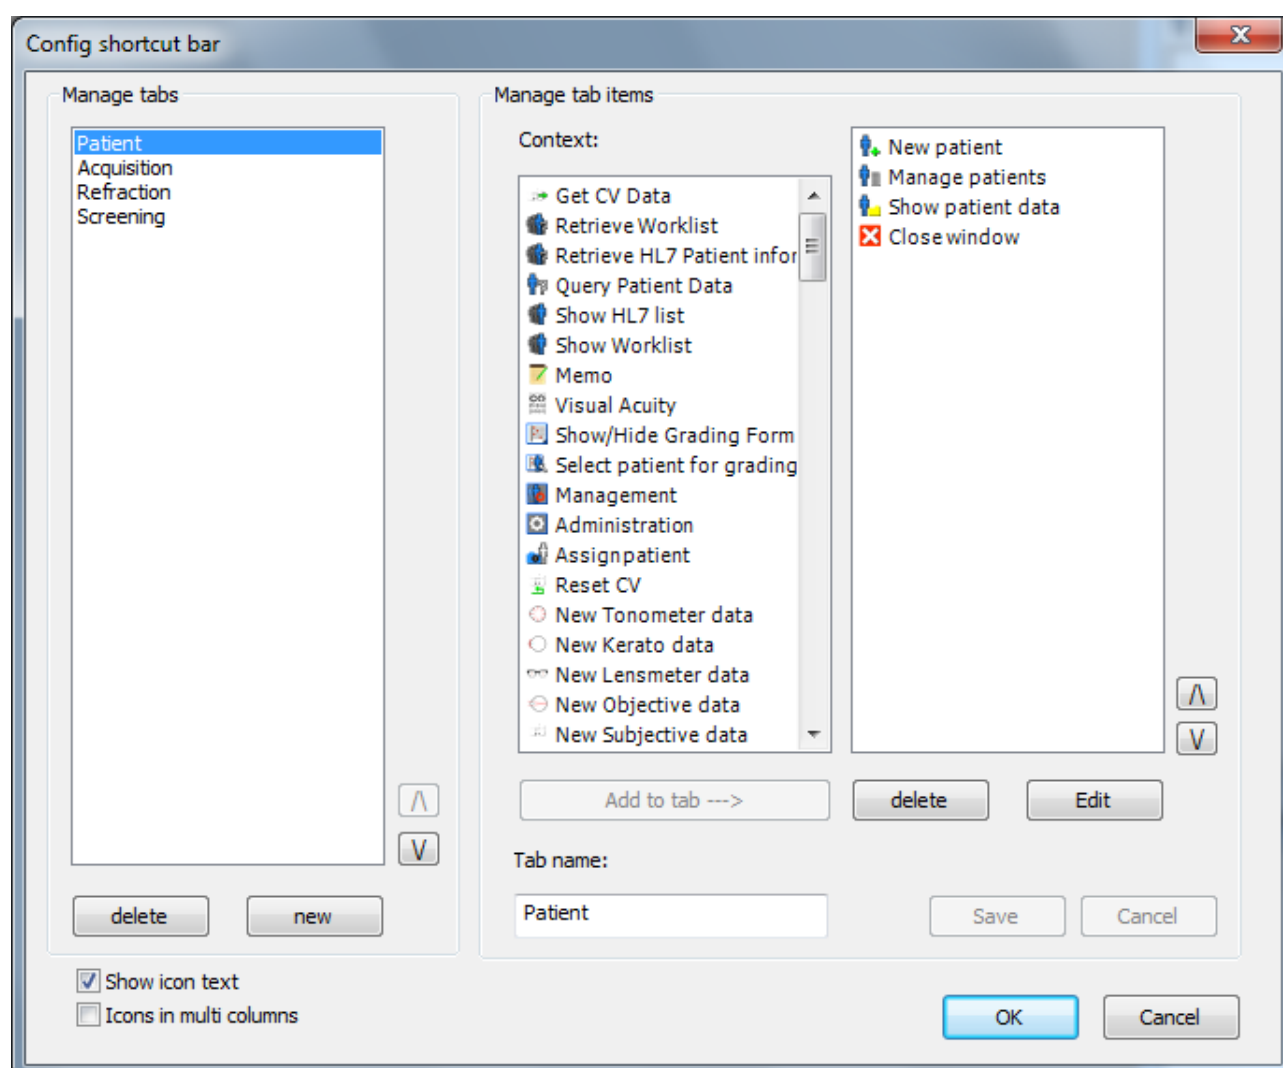 Config shortcut bar
Manage tabs
Patient
Acquisition
Refraction
Screening
/\
V
delete
new
Show icon text
Icons in multi columns
Manage tab items
Context:
Get CV Data
Retrieve Worklist
Retrieve HL7 Patient infor
Query Patient Data
Show HL7 list
Show Worklist
Memo
Visual Acuity
Show/Hide Grading Form
Select patient for grading
Management
Administration
Assign patient
Reset CV
New Tonometer data
New Kerato data
New Lensmeter data
New Objective data
New Subjective data
New patient
Manage patients
Show patient data
Close window
/\
V
Add to tab --->
delete
Edit
Tab name:
Patient
Save
Cancel
OK
Cancel